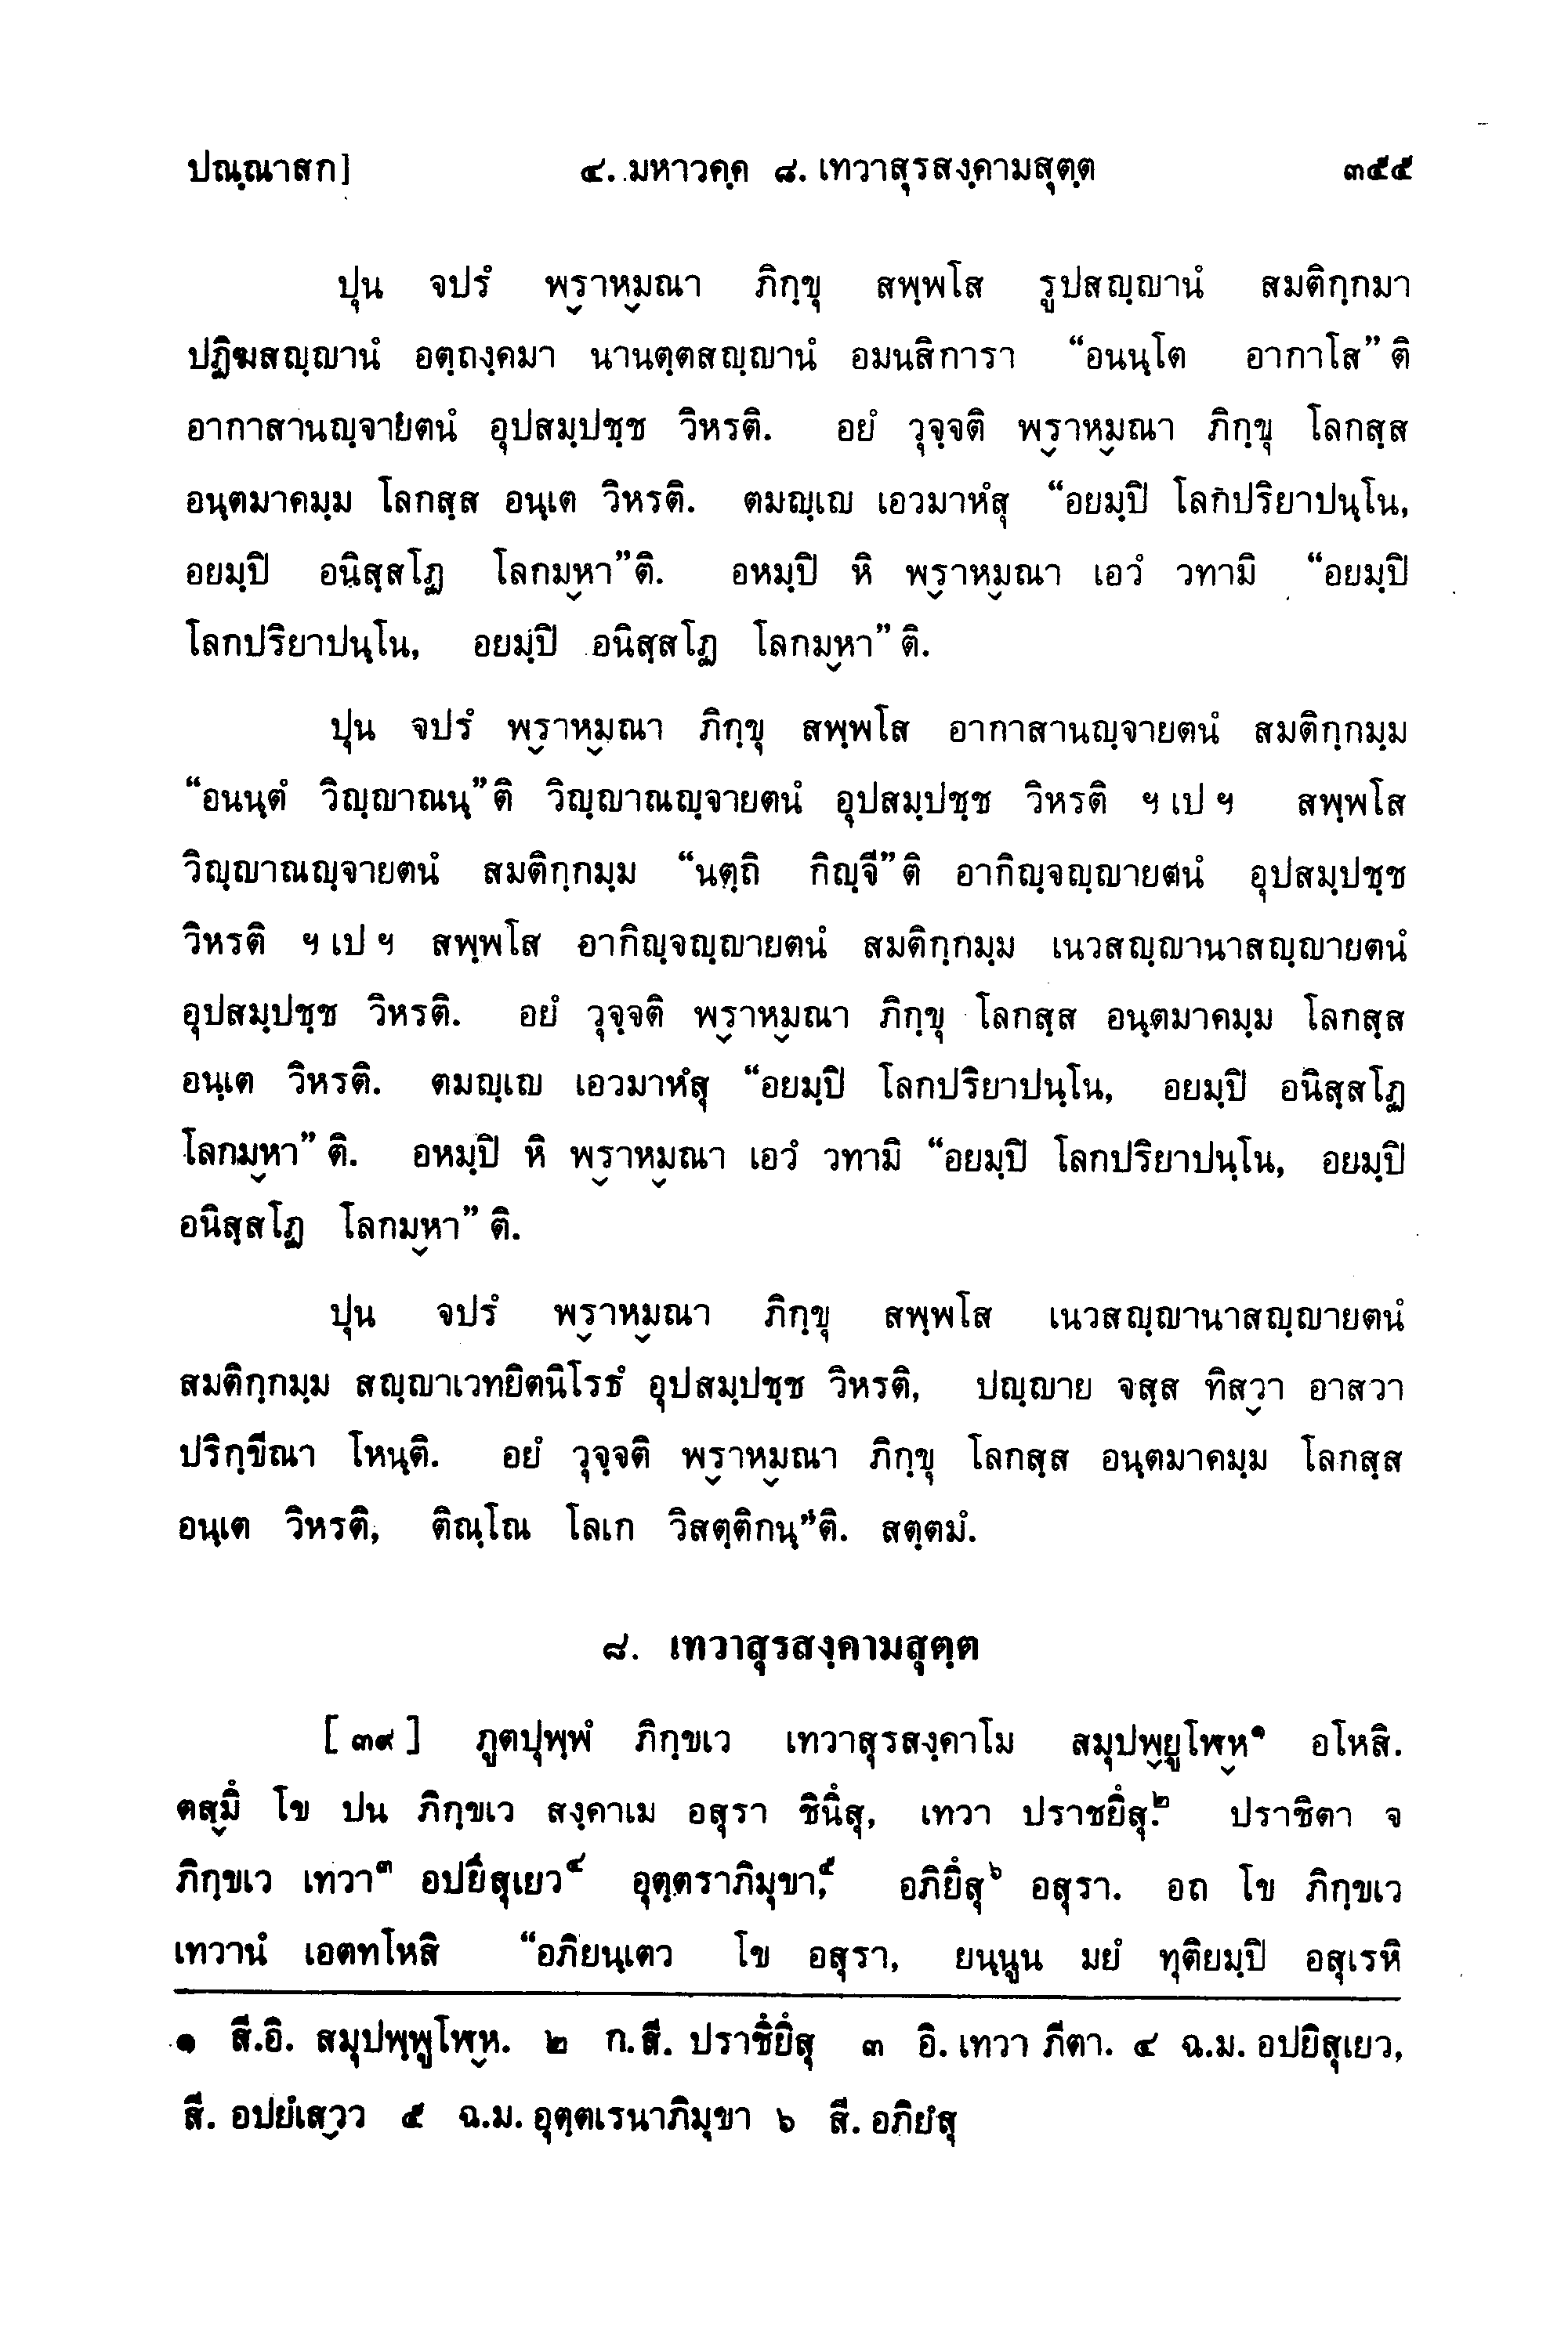 ปณฺณาสก] ๔. มหาวคฺค ๘. เทวาสุรสงฺคามสุตฺต ๓๕๕
ปุน จปรํ พฺราหฺมณา ภิกฺขุ สพฺพโส รูปสญฺญานํ สมติกฺกมา
ปฏิฆสญฺญานํ อตฺถงฺคมา นานตฺตสญฺญานํ อมนสิการา “อนนฺโต อากาโส” ติ
อากาสานญฺจายตนํ อุปสมฺปชฺช วิหรติ. อยํ วุจฺจติ พฺราหฺมณา ภิกฺขุ โลกสฺส
อนฺตมาคมฺม โลกสฺส อนฺเต วิหรติ. ตมญฺเญ เอวมาหํสุ “อยมฺปิ โลกปริยาปนฺโน,
อยมฺปิ อนิสฺสโฏ โลกมฺหา”ติ. อหมฺปิ หิ พฺราหฺมณา เอวํ วทามิ “อยมฺปิ
โลกปริยาปนฺโน, อยมฺปิ อนิสฺสโฏ โลกมฺหา” ติ.
ปุน จปรํ พฺราหฺมณา ภิกฺขุ สพฺพโส อากาสานญฺจายตนํ สมติกฺกมฺม
“อนนฺตํ วิญฺญาณนฺ”ติ วิญฺญาณญฺจายตนํ อุปสมฺปชฺช วิหรติ ฯ เป ฯ สพฺพโส
วิญฺญาณญฺจายตนํ สมติกฺกมฺม “นตฺถิ กิญฺจี”ติ อากิญฺจญฺญายตนํ อุปสมฺปชฺช
วิหรติ ฯ เป ฯ สพฺพโส อากิญฺจญฺญายตนํ สมติกฺกมฺม เนวสญฺญานาสญฺญายตนํ
อุปสมฺปชฺช วิหรติ. อยํ วุจฺจติ พฺราหฺมณา ภิกฺขุ โลกสฺส อนฺตมาคมฺม โลกสฺส
อนฺเต วิหรติ. ตมญฺเญ เอวมาหํสุ “อยมฺปิ โลกปริยาปนฺโน, อยมฺปิ อนิสฺสโฏ
โลกมฺหา” ติ. อหมฺปิ หิ พฺราหฺมณา เอวํ วทามิ “อยมฺปิ โลกปริยาปนฺโน, อยมฺปิ
อนิสฺสโฏ โลกมฺหา” ติ.
ปุน จปรํ พฺราหฺมณา ภิกฺขุ สพฺพโส เนวสญฺญานาสญฺญายตนํ
สมติกฺกมฺม สญฺญาเวทยิตนิโรธํ อุปสมฺปชฺช วิหรติ, ปญฺญาย จสฺส ทิสฺวา อาสวา
ปริกฺขีณา โหนฺติ. อยํ วุจฺจติ พฺราหฺมณา ภิกฺขุ โลกสฺส อนฺตมาคมฺม โลกสฺส
อนฺเต วิหรติ, ติณฺโณ โลเก วิสตฺติกนฺ”ติ. สตฺตมํ.
๘. เทวาสุรสงฺคามสุตฺต
[ ๓๙ ] ภูตปุพฺพํ ภิกฺขเว เทวาสุรสงฺคาโม สมุปพฺยูโฬฺห๑ อโหสิ.
ตสฺมึ โข ปน ภิกฺขเว สงฺคาเม อสุรา ชินึสุ, เทวา ปราชยึสุ.๒ ปราชิตา จ
ภิกฺขเว เทวา๓ อปยึสุเยว๔ อุตฺตราภิมุขา,๕ อภิยึสุ๖ อสุรา. อถ โข ภิกฺขเว
เทวานํ เอตทโหสิ “อภิยนฺเตว โข อสุรา, ยนฺนูน มยํ ทุติยมฺปิ อสุเรหิ
๑ สี.อิ. สมุปพฺพูโฬฺห. ๒ ก.สี. ปราชึยึสุ ๓ อิ. เทวา ภีตา. ๔ ฉ.ม. อปยิสุเยว,
สี. อปยํเสฺวว ๕ ฉ.ม. อุตฺตเรนาภิมุขา ๖ สี. อภิยํสุ